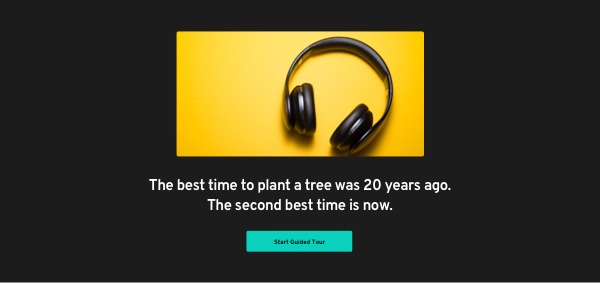 The best time to plant a tree was 20 years ago.
The second best time is now.
Start Guided Tour